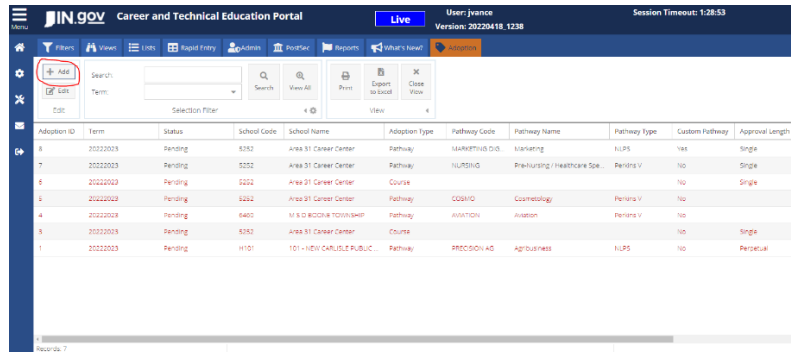 Menu
IN.gov Career and Technical Education Portal Live User: jvance Session Timeout: 1:28:53
Version: 20220418_1238
Filters Views Lists Rapid Entry Admin PostSec Reports What's New? Adoption
+ Add Search: Search View All Print Export to Excel Close View
Edit Term:
Edit Selection Filter View
Adoption ID Term Status School Code School Name Adoption Type Pathway Code Pathway Name Pathway Type Custom Pathway Approval Length
8 20222023 Pending 5252 Area 31 Career Center Pathway MARKETING DIG... Marketing NLPS Yes Single
7 20222023 Pending 5252 Area 31 Career Center Pathway NURSING Pre-Nursing / Healthcare Spe... Perkins V No Single
6 20222023 Pending 5252 Area 31 Career Center Course No Single
5 20222023 Pending 5252 Area 31 Career Center Pathway COSMO Cosmetology Perkins V No
4 20222023 Pending 6460 M S D BOONE TOWNSHIP Pathway AVIATION Aviation Perkins V No
3 20222023 Pending 5252 Area 31 Career Center Course No Single
1 20222023 Pending H101 101 - NEW CARLISLE PUBLIC ... Pathway PRECISION AG Agribusiness NLPS No Perpetual
Records: 7